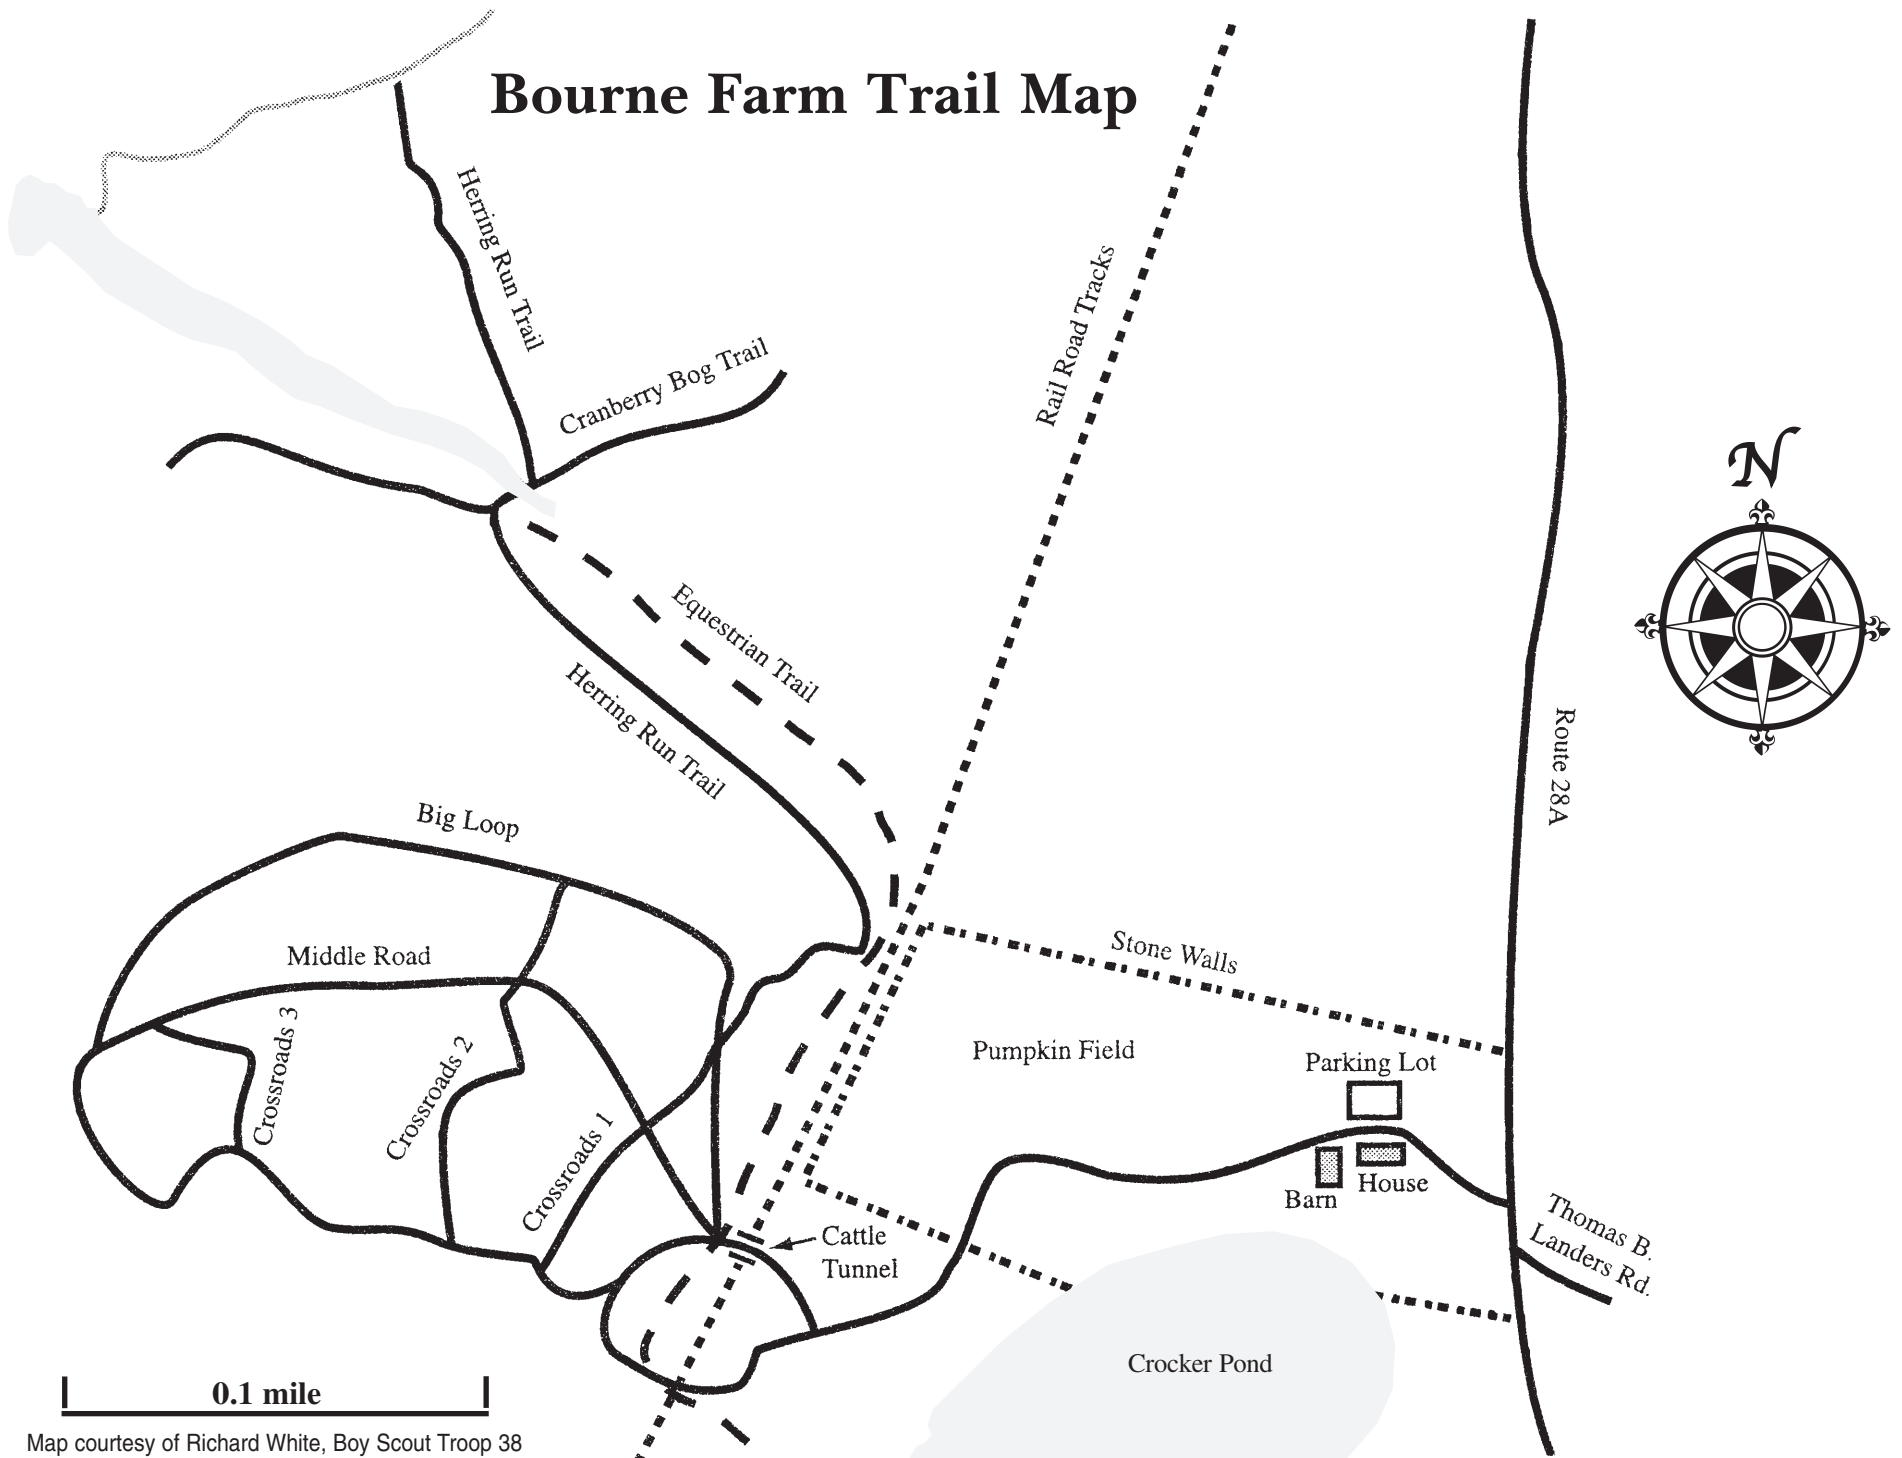 Bourne Farm Trail Map
Herring Run Trail
Cranberry Bog Trail
Rail Road Tracks
N
Equestrian Trail
Herring Run Trail
Route 28A
Big Loop
Middle Road
Stone Walls
Crossroads 3
Crossroads 2
Crossroads 1
Pumpkin Field
Parking Lot
Barn
House
Thomas B.
Landers Rd.
Cattle
Tunnel
Crocker Pond
0.1 mile
Map courtesy of Richard White, Boy Scout Troop 38